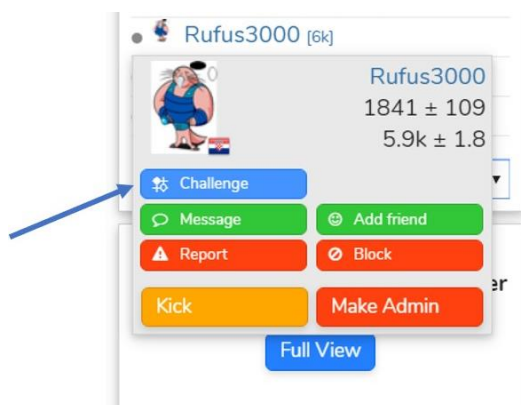 Rufus3000 [6k]
Rufus3000
1841 ± 109
5.9k ± 1.8
Challenge
Message Add friend
Report Block
er
Kick Make Admin
Full View